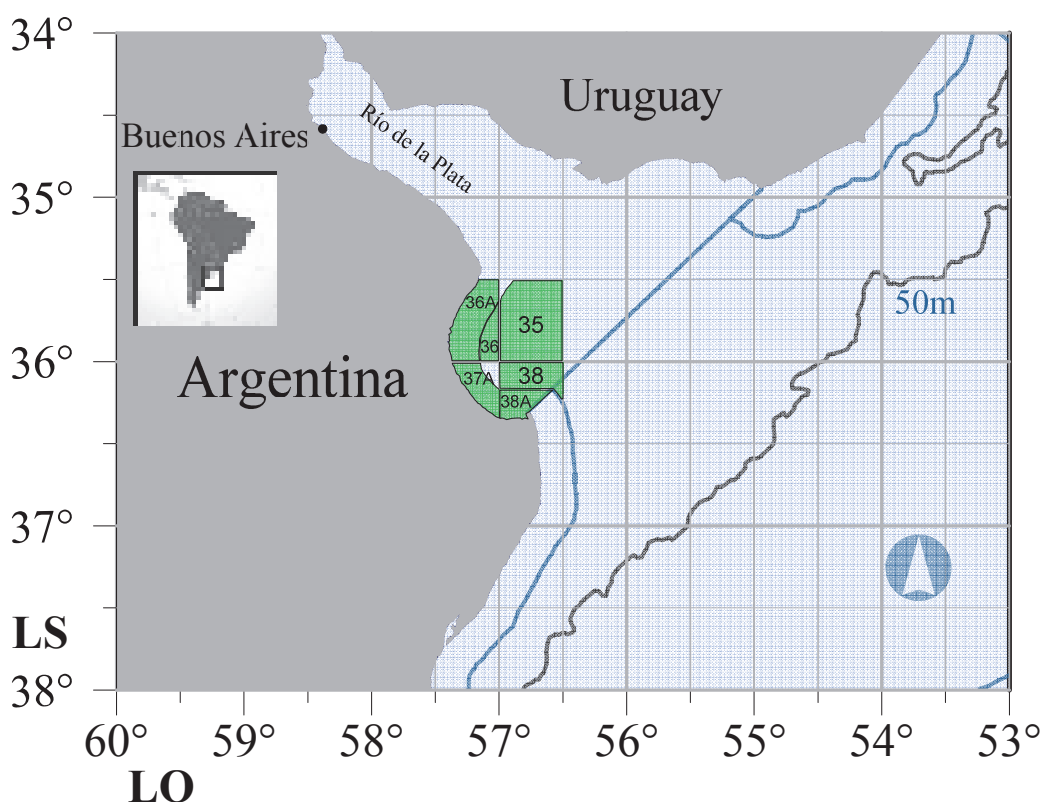 34°
Uruguay
Río de la Plata
Buenos Aires
35°
50m
36A
35
36
36°
Argentina
37A
38
38A
37°
LS
38°
60° 59° 58° 57° 56° 55° 54° 53°
LO